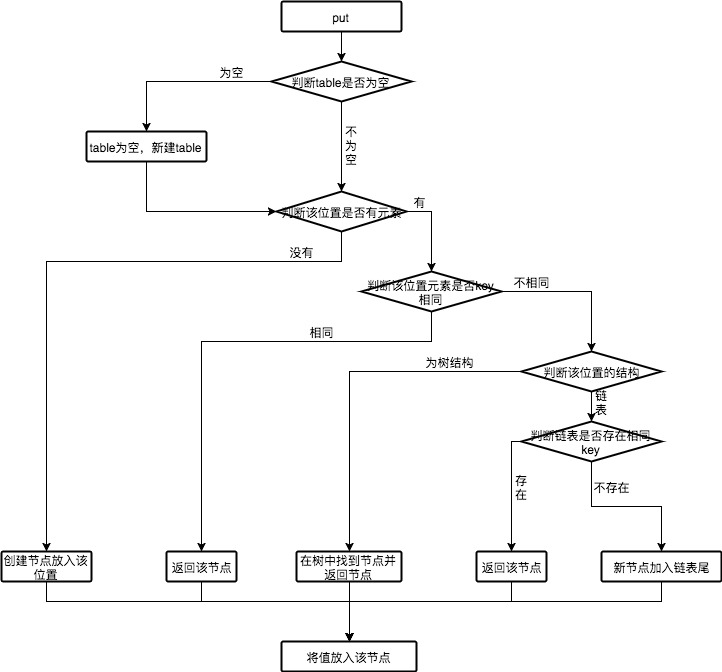 put
判断table是否为空
为空
不
为
空
table为空，新建table
判断该位置是否有元素
有
没有
判断该位置元素是否key
相同
不相同
相同
判断该位置的结构
为树结构
链
表
判断链表是否存在相同
key
存
在
不存在
创建节点放入该
位置
返回该节点
在树中找到节点并
返回节点
返回该节点
新节点加入链表尾
将值放入该节点